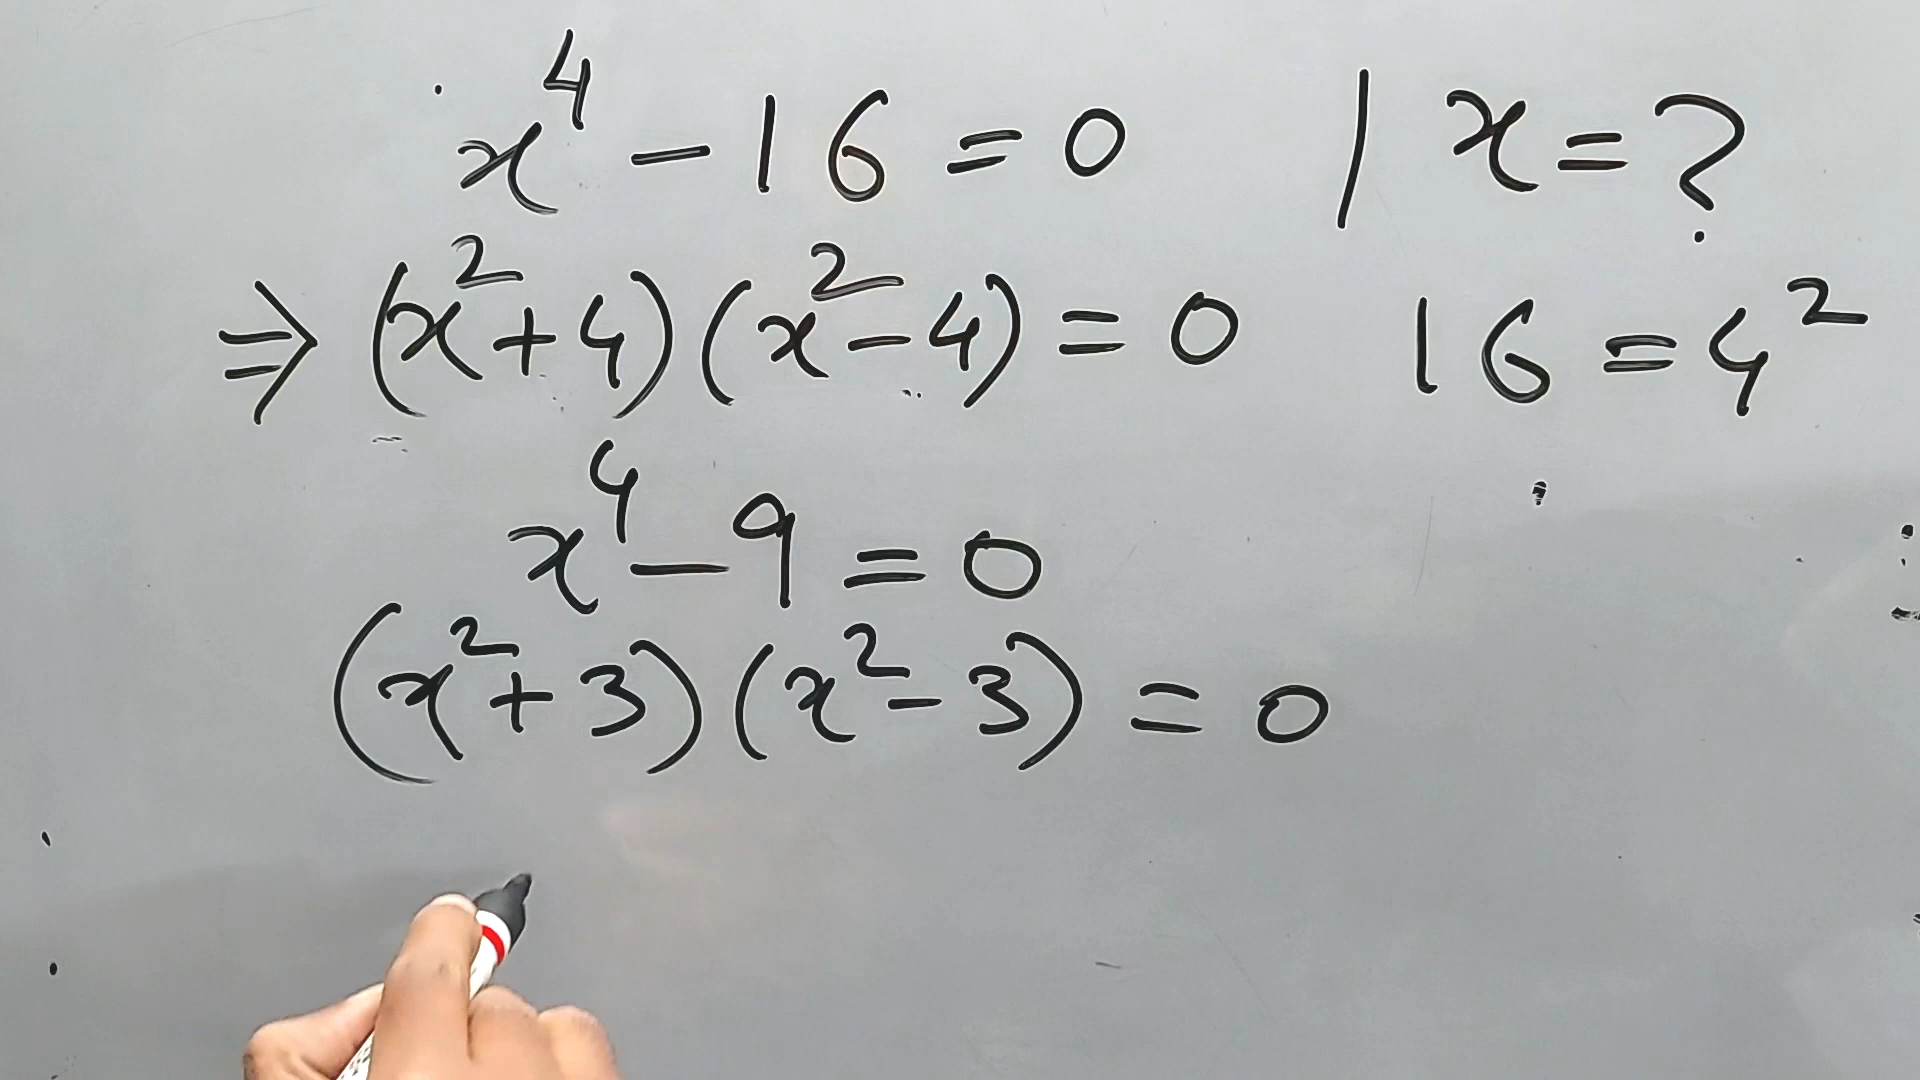 x⁴ - 16 = 0 | x = ?
⇒ (x² + 4) (x² - 4) = 0 16 = 4²
x⁴ - 9 = 0
(x² + 3) (x² - 3) = 0